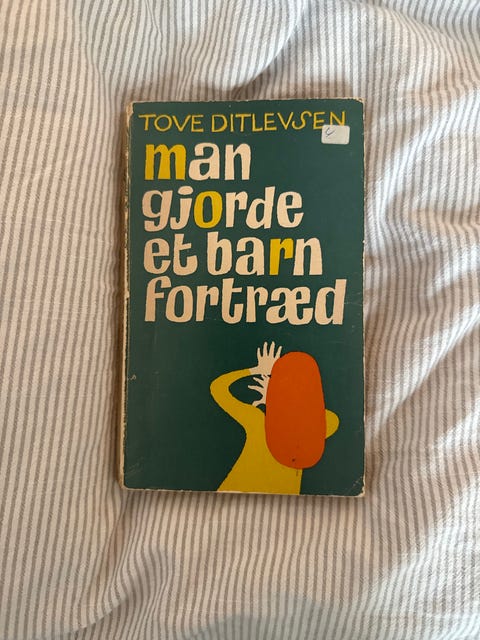 TOVE DITLEVSEN
man
gjorde
et barn
fortræd